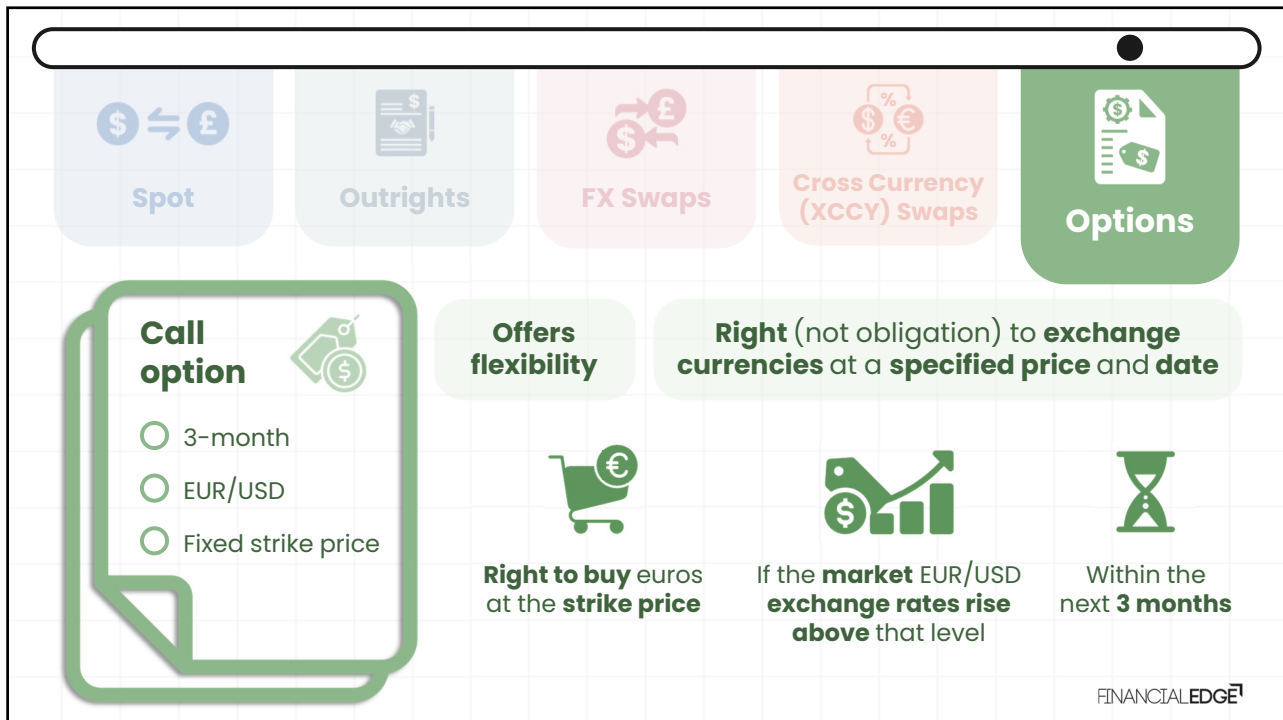 Spot
Outrights
FX Swaps
Cross Currency
(XCCY) Swaps
Options
Call
option
3-month
EUR/USD
Fixed strike price
Offers
flexibility
Right (not obligation) to exchange
currencies at a specified price and date
Right to buy euros
at the strike price
If the market EUR/USD
exchange rates rise
above that level
Within the
next 3 months
FINANCIALEDGE